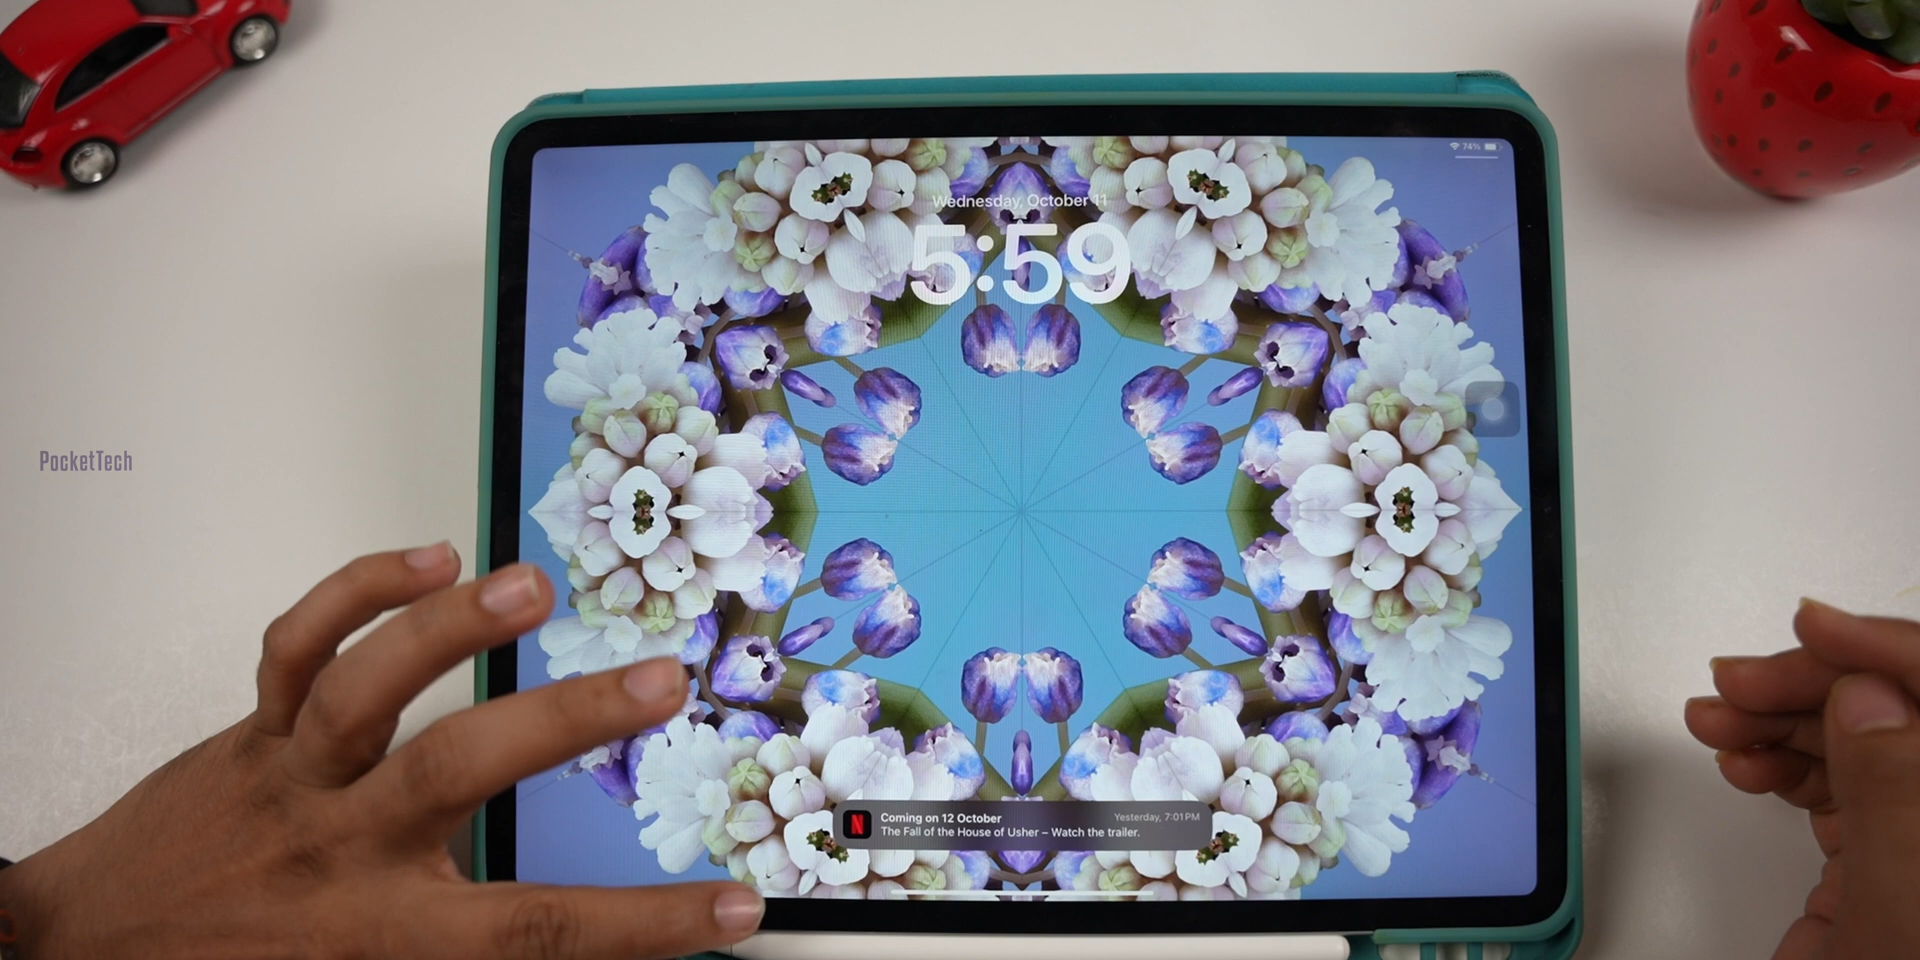 74%
Wednesday, October 11
5:59
PocketTech
Coming on 12 October
Yesterday, 7:01 PM
The Fall of the House of Usher – Watch the trailer.